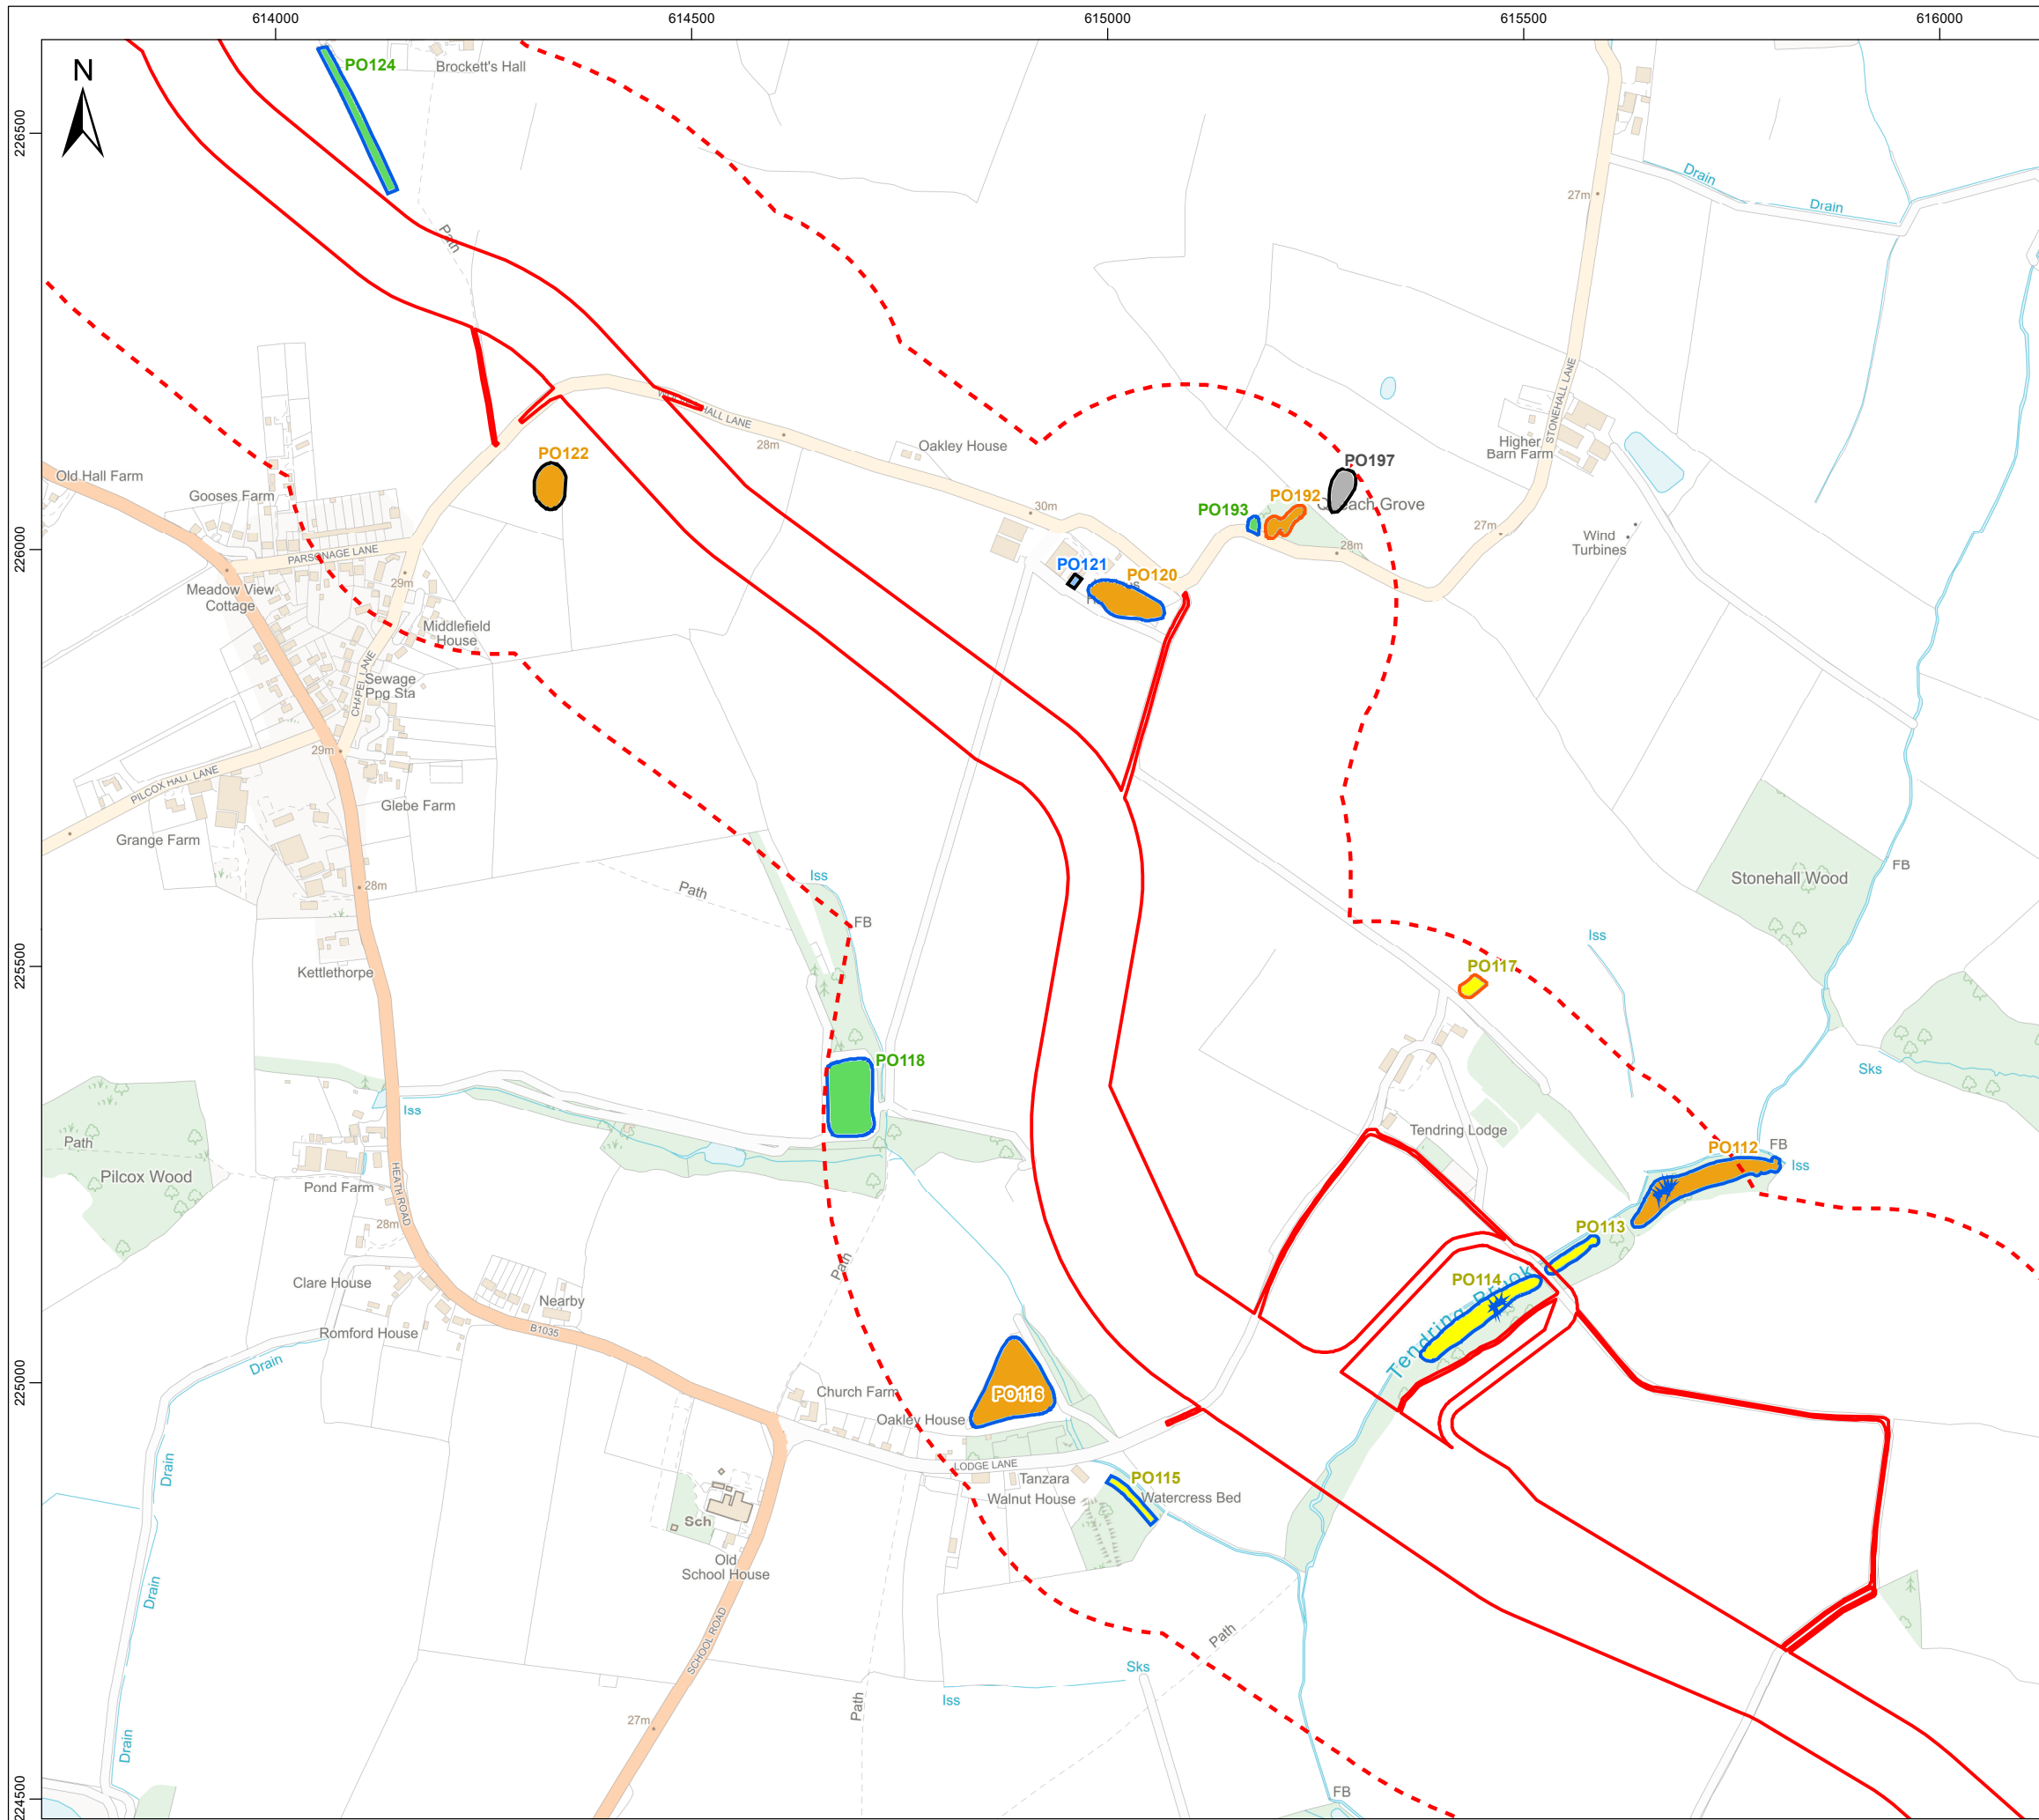 614000
614500
615000
615500
616000
N
226500
226000
225500
225000
224500
PO124
Brockett's Hall
Drain
Drain
27m
Path
STONEHALL LANE
HALL LANE
28m
Oakley House
Higher
Barn Farm
PO122
Old Hall Farm
Gooses Farm
PO197
PO192
PO193
Grove
30m
28m
27m
Wind
Turbines
PARSONAGE LANE
29m
Meadow View
Cottage
PO121
PO120
Middlefield
House
CHAPEL LANE
Sewage
Ppg Sta
29m
PILCOX HALL LANE
Glebe Farm
Grange Farm
28m
Path
Iss
FB
Stonehall Wood
FB
Kettlethorpe
Iss
PO117
PO118
Sks
Iss
Path
Pilcox Wood
Pond Farm
HEATH ROAD
28m
Tendring Lodge
PO112
FB
Iss
PO113
PO114
Tendring Brook
Path
Clare House
Nearby
Romford House
B1035
Drain
PO116
Church Farm
Oakley House
LODGE LANE
Tanzara
Walnut House
PO115
Watercress Bed
Drain
Sch
Old
School House
Drain
SCHOOL ROAD
Path
Sks
Iss
Path
27m
Drain
FB